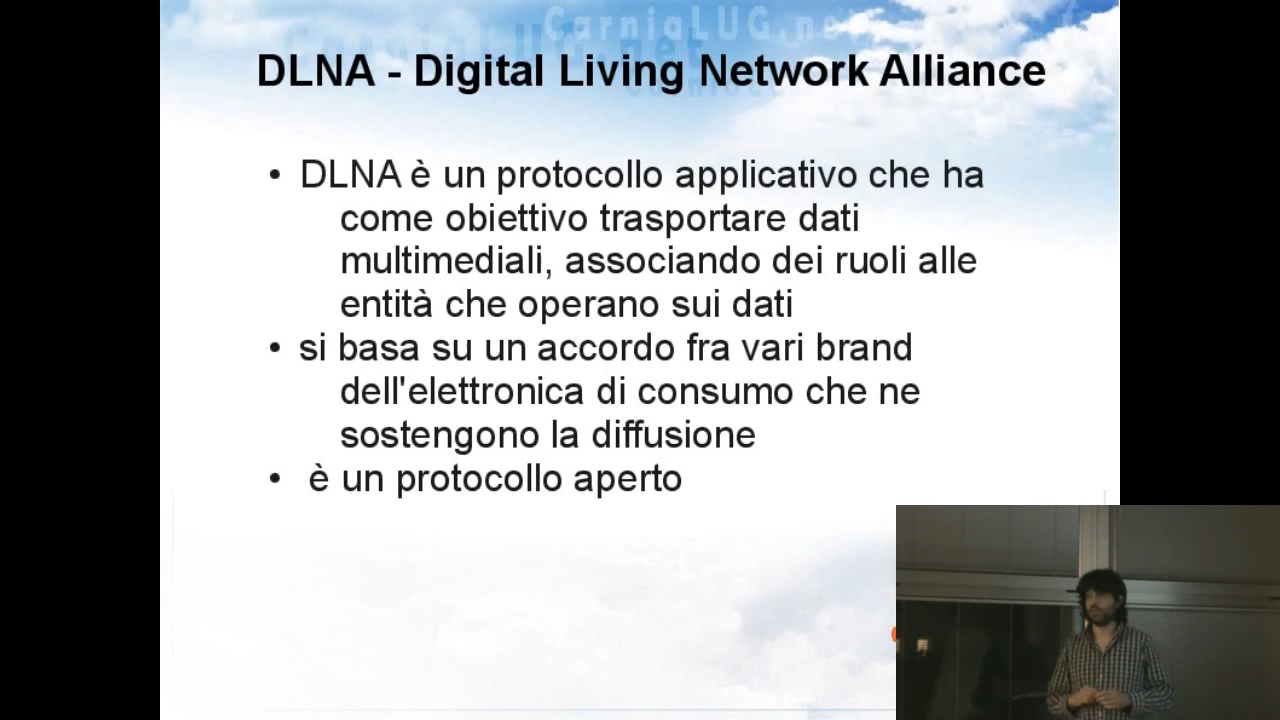 CarniaLUG.net
DLNA - Digital Living Network Alliance
• DLNA è un protocollo applicativo che ha
come obiettivo trasportare dati
multimediali, associando dei ruoli alle
entità che operano sui dati
• si basa su un accordo fra vari brand
dell'elettronica di consumo che ne
sostengono la diffusione
• è un protocollo aperto